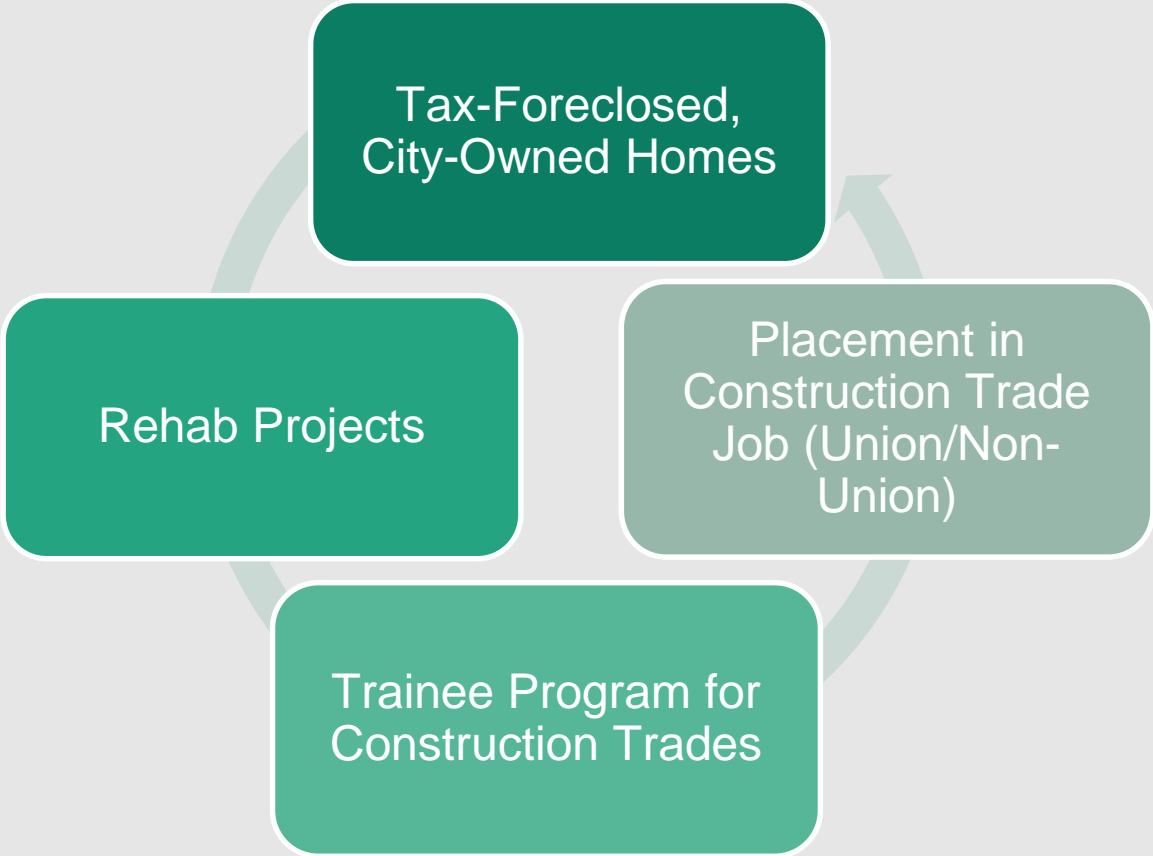 Tax-Foreclosed,
City-Owned Homes
Rehab Projects
Placement in
Construction Trade
Job (Union/Non-
Union)
Trainee Program for
Construction Trades